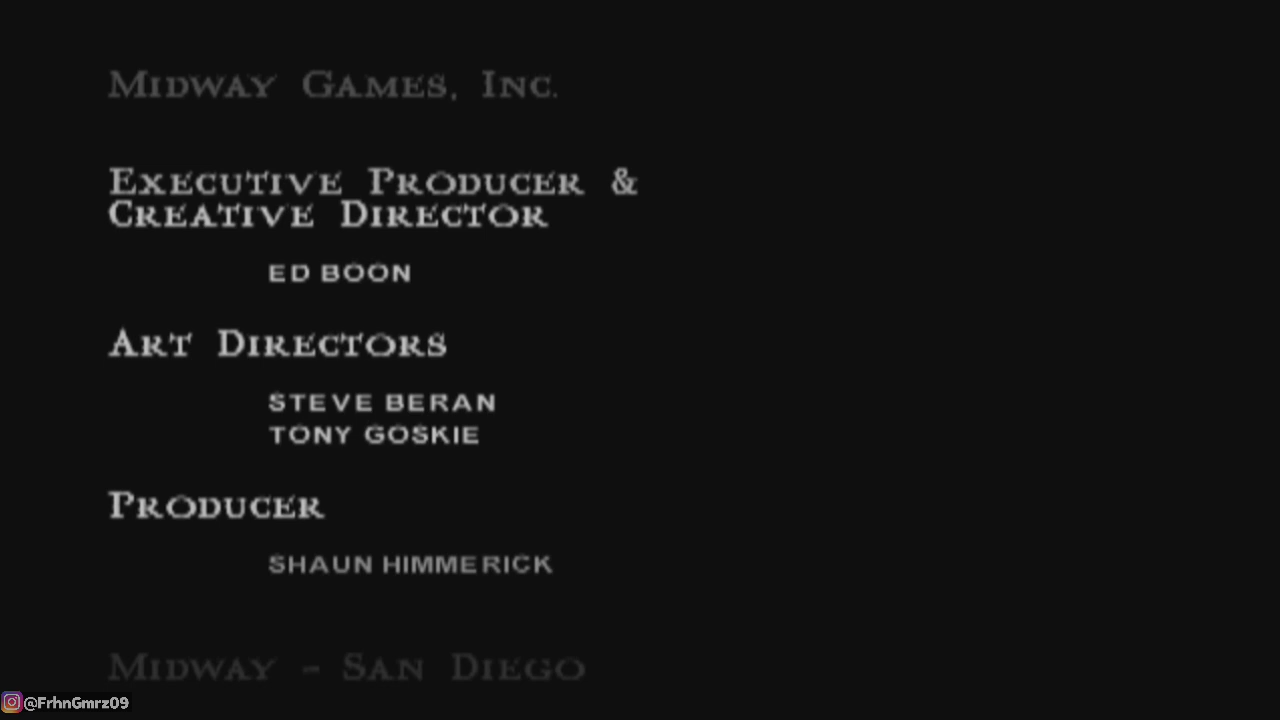 MIDWAY GAMES, INC.
EXECUTIVE PRODUCER &
CREATIVE DIRECTOR
ED BOON
ART DIRECTORS
STEVE BERAN
TONY GOSKIE
PRODUCER
SHAUN HIMMERICK
MIDWAY - SAN DIEGO
@FrhnGmrz09